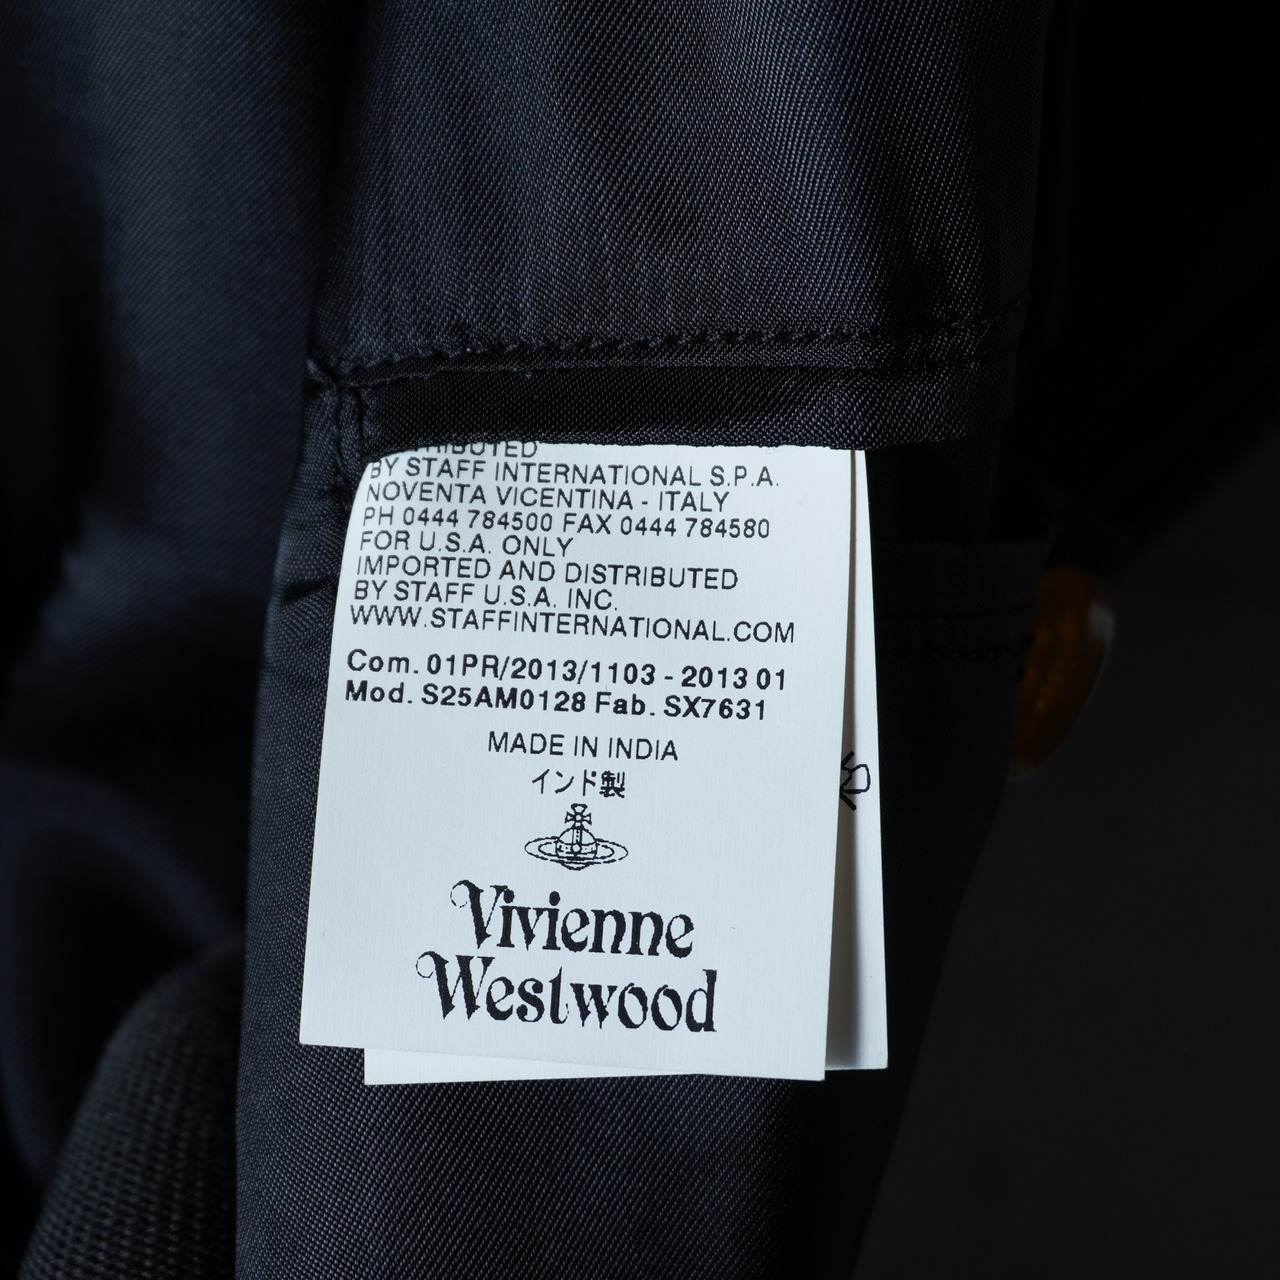 BY STAFF INTERNATIONAL S.P.A.
NOVENTA VICENTINA - ITALY
PH 0444 784500 FAX 0444 784580
FOR U.S.A. ONLY
IMPORTED AND DISTRIBUTED
BY STAFF U.S.A. INC.
WWW.STAFFINTERNATIONAL.COM
Com. 01PR/2013/1103 - 2013 01
Mod. S25AM0128 Fab. SX7631
MADE IN INDIA
インド製
Vivienne
Westwood